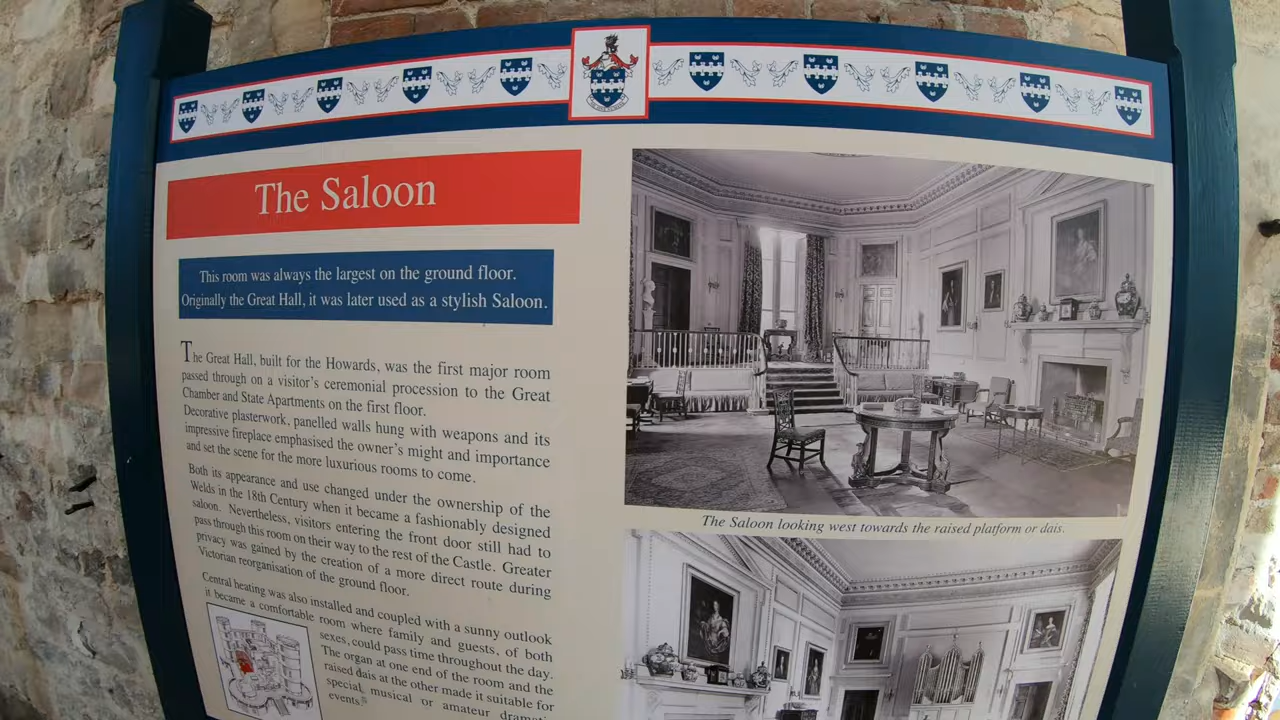 The Saloon
This room was always the largest on the ground floor.
Originally the Great Hall, it was later used as a stylish Saloon.
The Great Hall, built for the Howards, was the first major room
passed through on a visitor's ceremonial procession to the Great
Chamber and State Apartments on the first floor.
Decorative plasterwork, panelled walls hung with weapons and its
impressive fireplace emphasised the owner's might and importance
and set the scene for the more luxurious rooms to come.
Both its appearance and use changed under the ownership of the
Welds in the 18th Century when it became a fashionably designed
saloon. Nevertheless, visitors entering the front door still had to
pass through this room on their way to the rest of the Castle. Greater
privacy was gained by the creation of a more direct route during
Victorian reorganisation of the ground floor.
Central heating was also installed and coupled with a sunny outlook
it became a comfortable room where family and guests, of both
sexes, could pass time throughout the day.
The organ at one end of the room and the
raised dais at the other made it suitable for
special, musical or amateur
events.
The Saloon looking west towards the raised platform or dais.